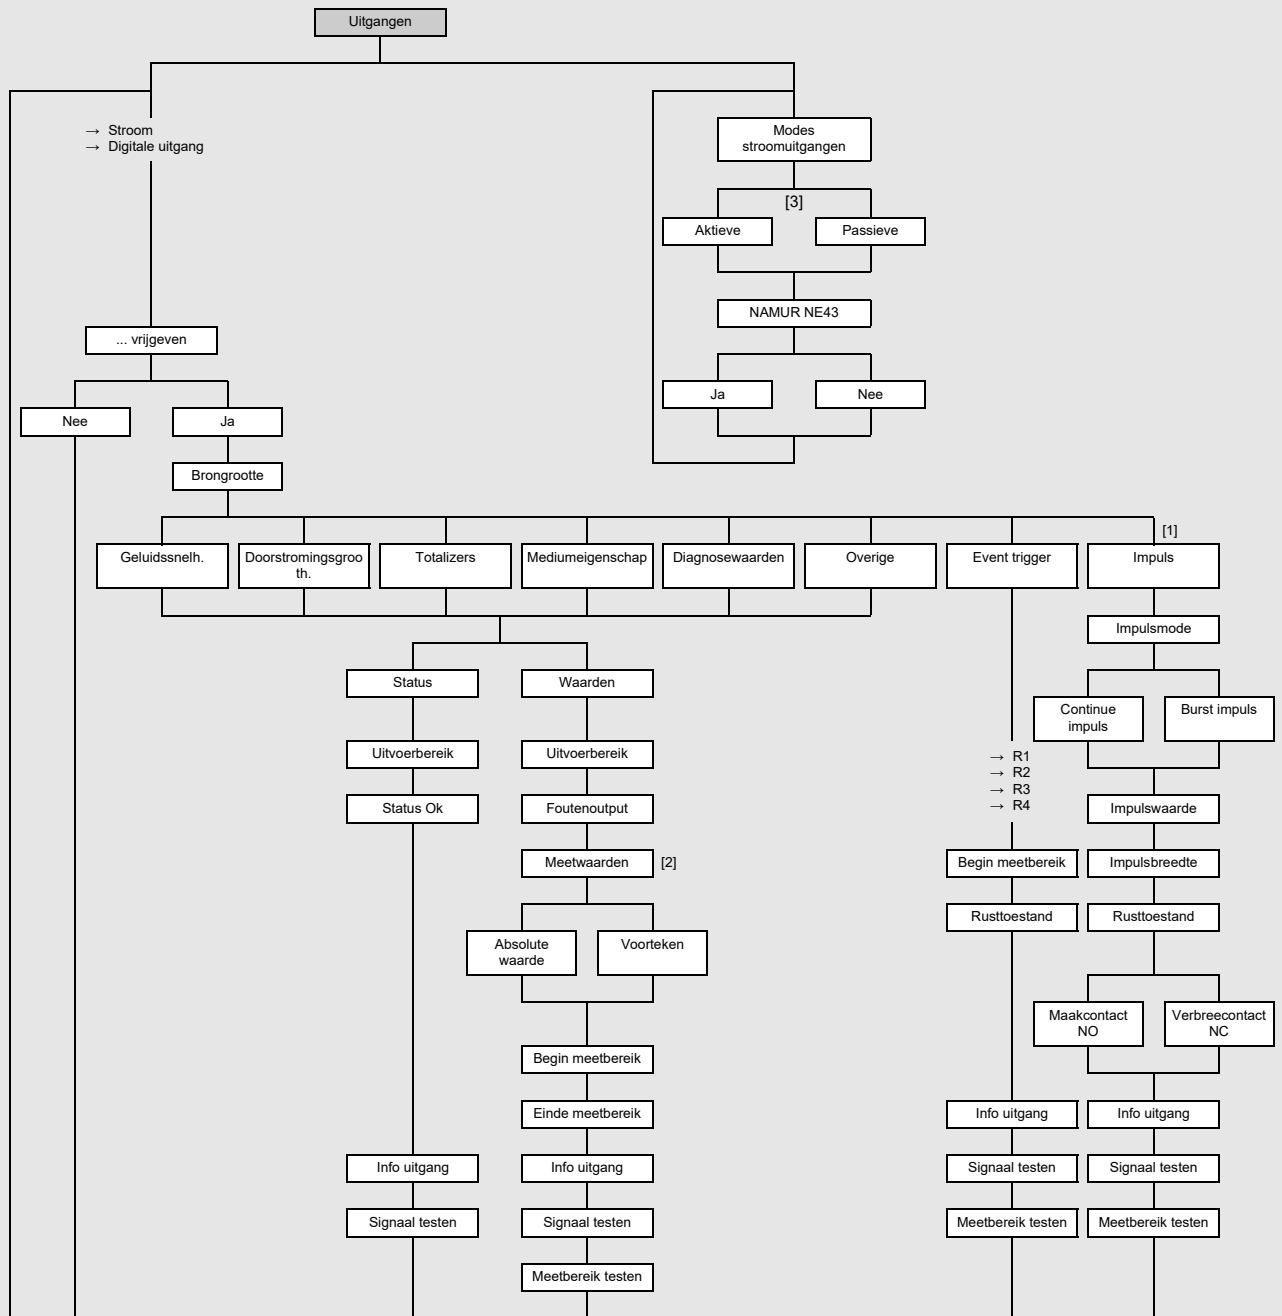 Uitgangen
→ Stroom
→ Digitale uitgang
Modes
stroomuitgangen
[3]
Aktieve
Passieve
NAMUR NE43
... vrijgeven
Ja
Nee
Nee
Ja
Brongrootte
[1]
Geluidssnelh.
Doorstromingsgroo
th.
Totalizers
Mediumeigenschap
Diagnosewaarden
Overige
Event trigger
Impuls
Impulsmode
Status
Waarden
Continue
impuls
Burst impuls
Uitvoerbereik
Uitvoerbereik
→ R1
→ R2
→ R3
→ R4
Status Ok
Foutenoutput
Impulswaarde
Meetwaarden
[2]
Begin meetbereik
Impulsbreedte
Rusttoestand
Rusttoestand
Absolute
waarde
Voorteken
Maakcontact
NO
Verbreecontact
NC
Begin meetbereik
Einde meetbereik
Info uitgang
Info uitgang
Info uitgang
Info uitgang
Signaal testen
Signaal testen
Signaal testen
Signaal testen
Meetbereik testen
Meetbereik testen
Meetbereik testen